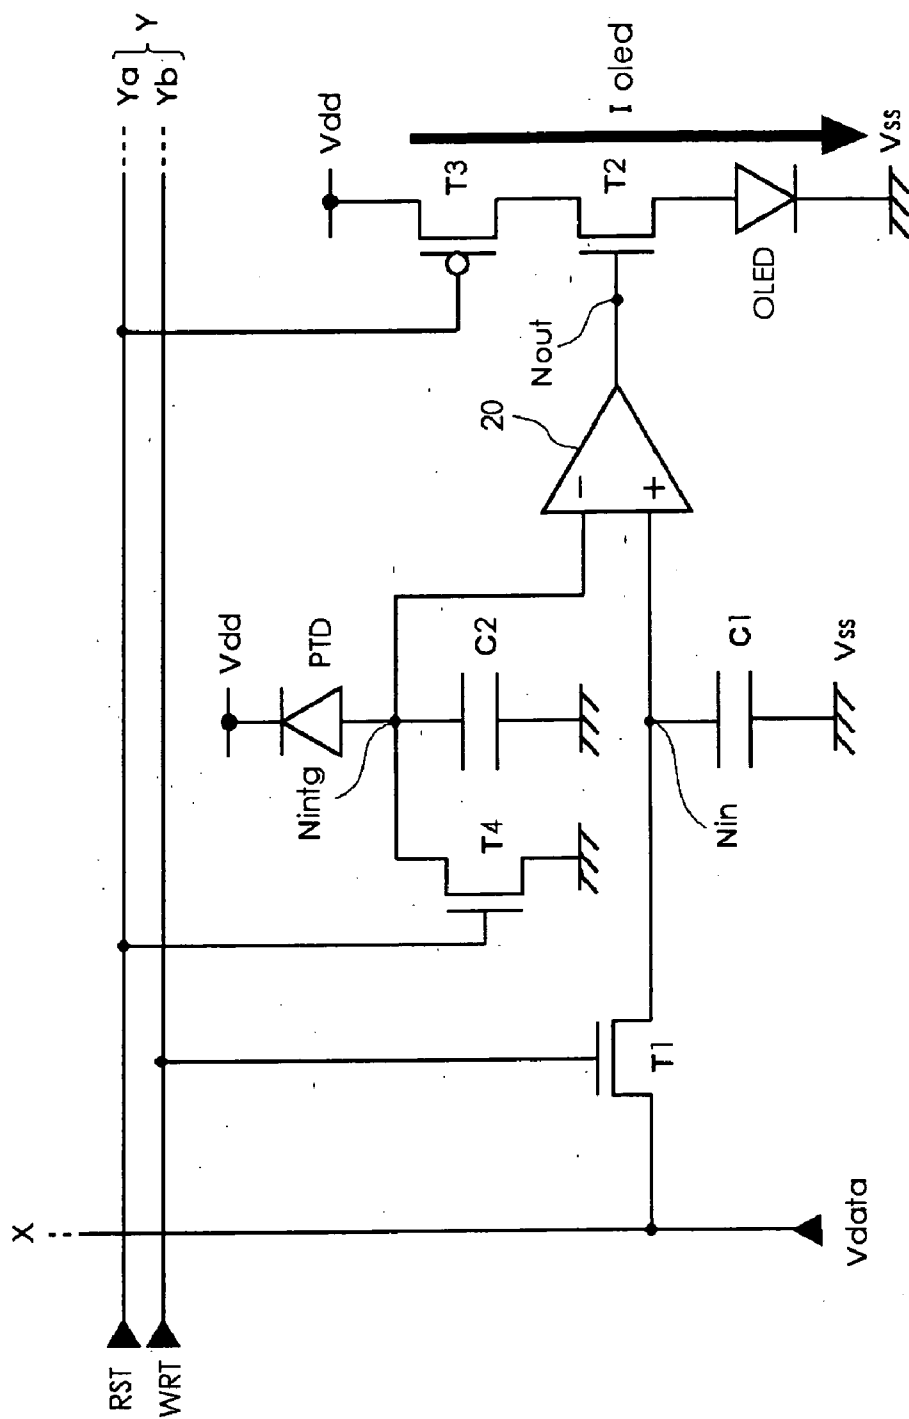 X
RST
WRT
Ya
Yb
Y
Vdd
PTD
Nintg
T4
C2
Vdd
T3
T2
I oled
20
Nout
OLED
Vss
−
+
T1
Nin
C1
Vss
Vdata